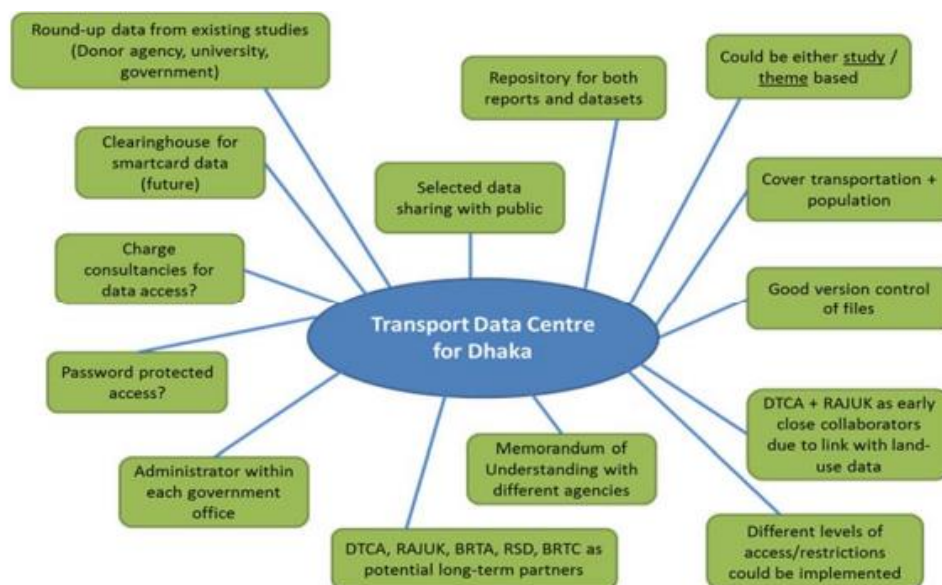 Round-up data from existing studies
(Donor agency, university,
government)
Repository for both
reports and datasets
Could be either study /
theme based
Clearinghouse for
smartcard data
(future)
Selected data
sharing with public
Cover transportation +
population
Charge
consultancies for
data access?
Good version control
of files
Transport Data Centre
for Dhaka
Password protected
access?
DTCA + RAJUK as early
close collaborators
due to link with land-
use data
Administrator within
each government
office
Memorandum of
Understanding with
different agencies
DTCA, RAJUK, BRTA, RSD, BRTC as
potential long-term partners
Different levels of
access/restrictions
could be implemented